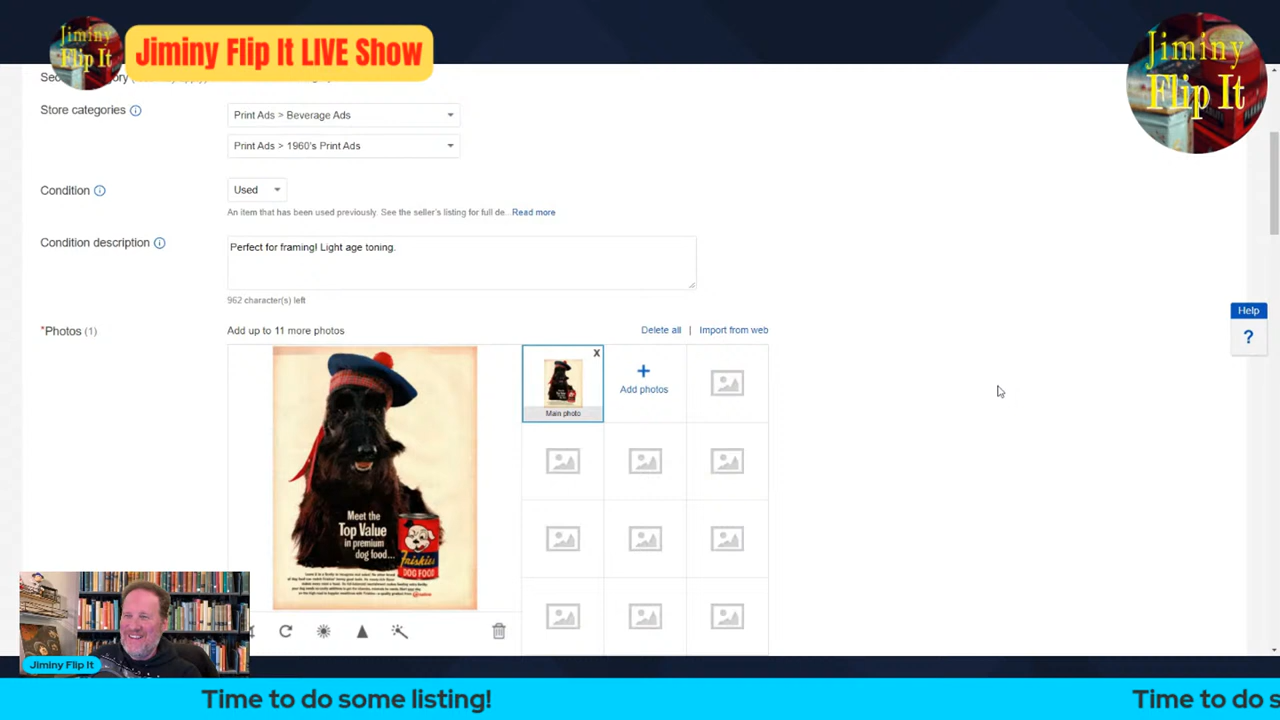 Jiminy
Flip It
Jiminy Flip It LIVE Show
Jiminy
Flip It
Store categories
Print Ads > Beverage Ads
Print Ads > 1960's Print Ads
Condition
Used
An item that has been used previously. See the seller's listing for full de... Read more
Condition description
Perfect for framing! Light age toning.
962 character(s) left
*Photos (1)
Add up to 11 more photos
Delete all | Import from web
X
Main photo
+
Add photos
Help
?
Meet the
Top Value
in premium
dog food...
Friskies
DOG FOOD
Jiminy Flip It
Time to do some listing!
Time to do s